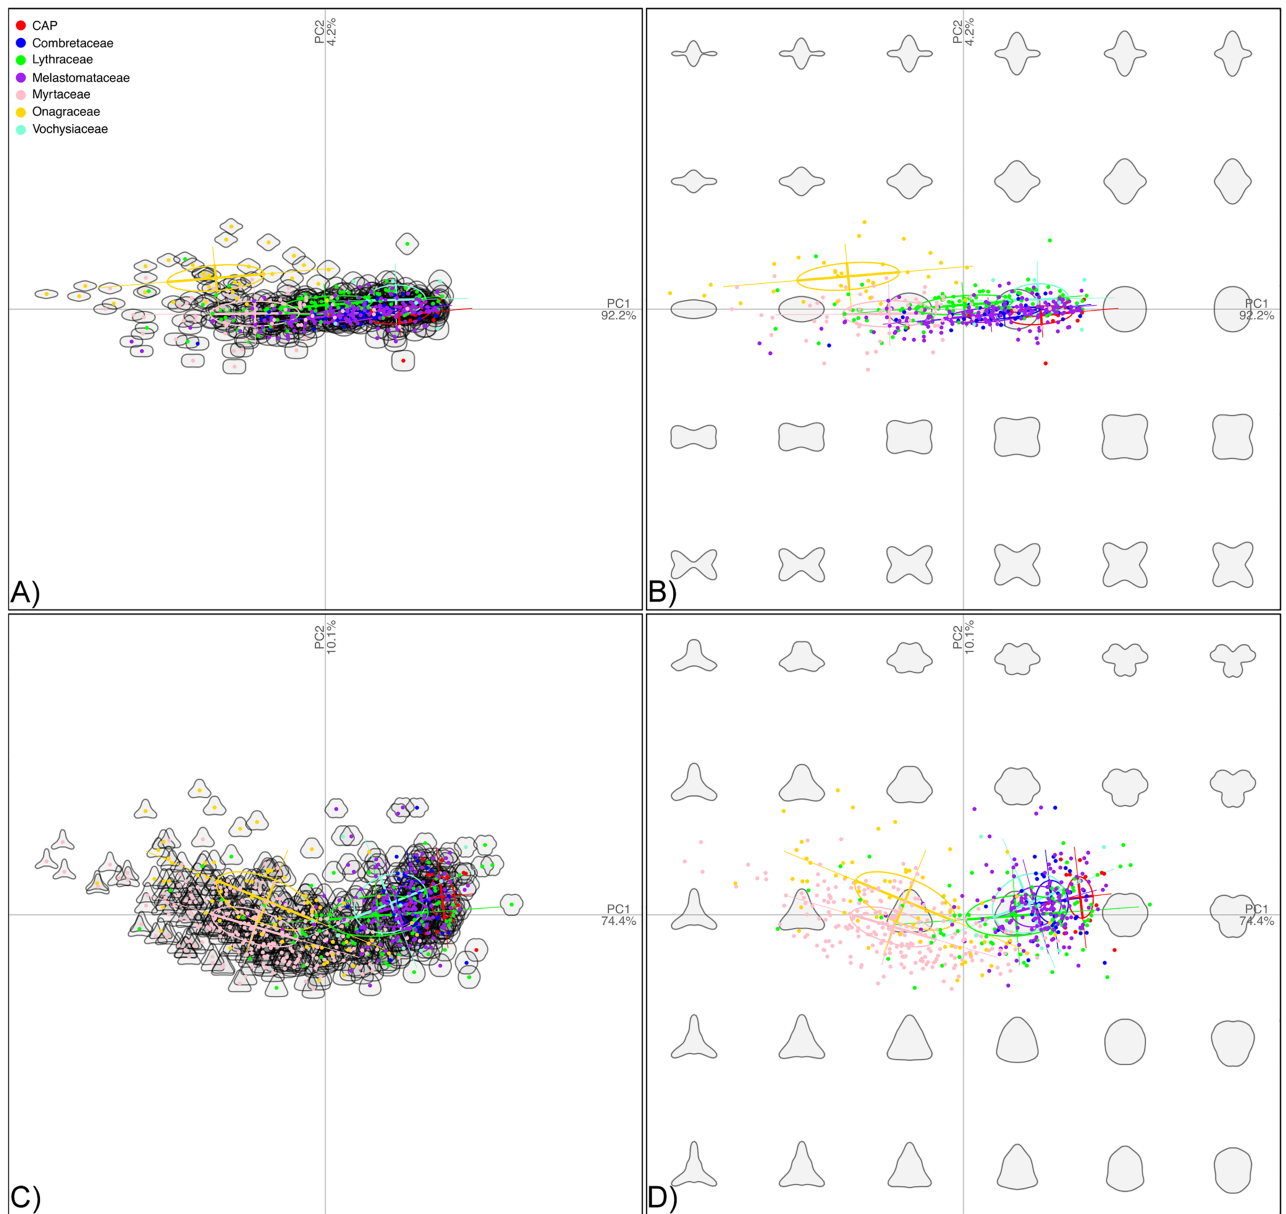 CAP
Combretaceae
Lythraceae
Melastomataceae
Myrtaceae
Onagraceae
Vochysiaceae
PC2
4.2%
PC1
92.2%
A)
PC2
4.2%
PC1
92.2%
B)
PC2
10.1%
PC1
74.4%
C)
PC2
10.1%
PC1
74.4%
D)